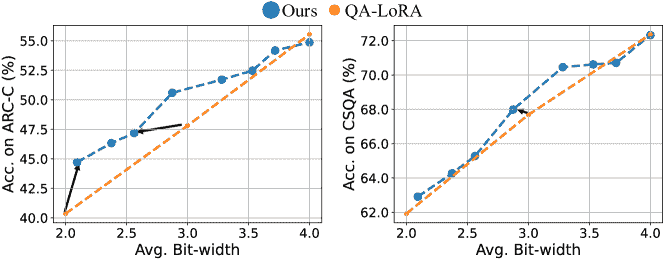 Ours QA-LoRA
Acc. on ARC-C (%)
55.0
52.5
50.0
47.5
45.0
42.5
40.0
2.0 2.5 3.0 3.5 4.0
Avg. Bit-width
Acc. on CSQA (%)
72.0
70.0
68.0
66.0
64.0
62.0
2.0 2.5 3.0 3.5 4.0
Avg. Bit-width